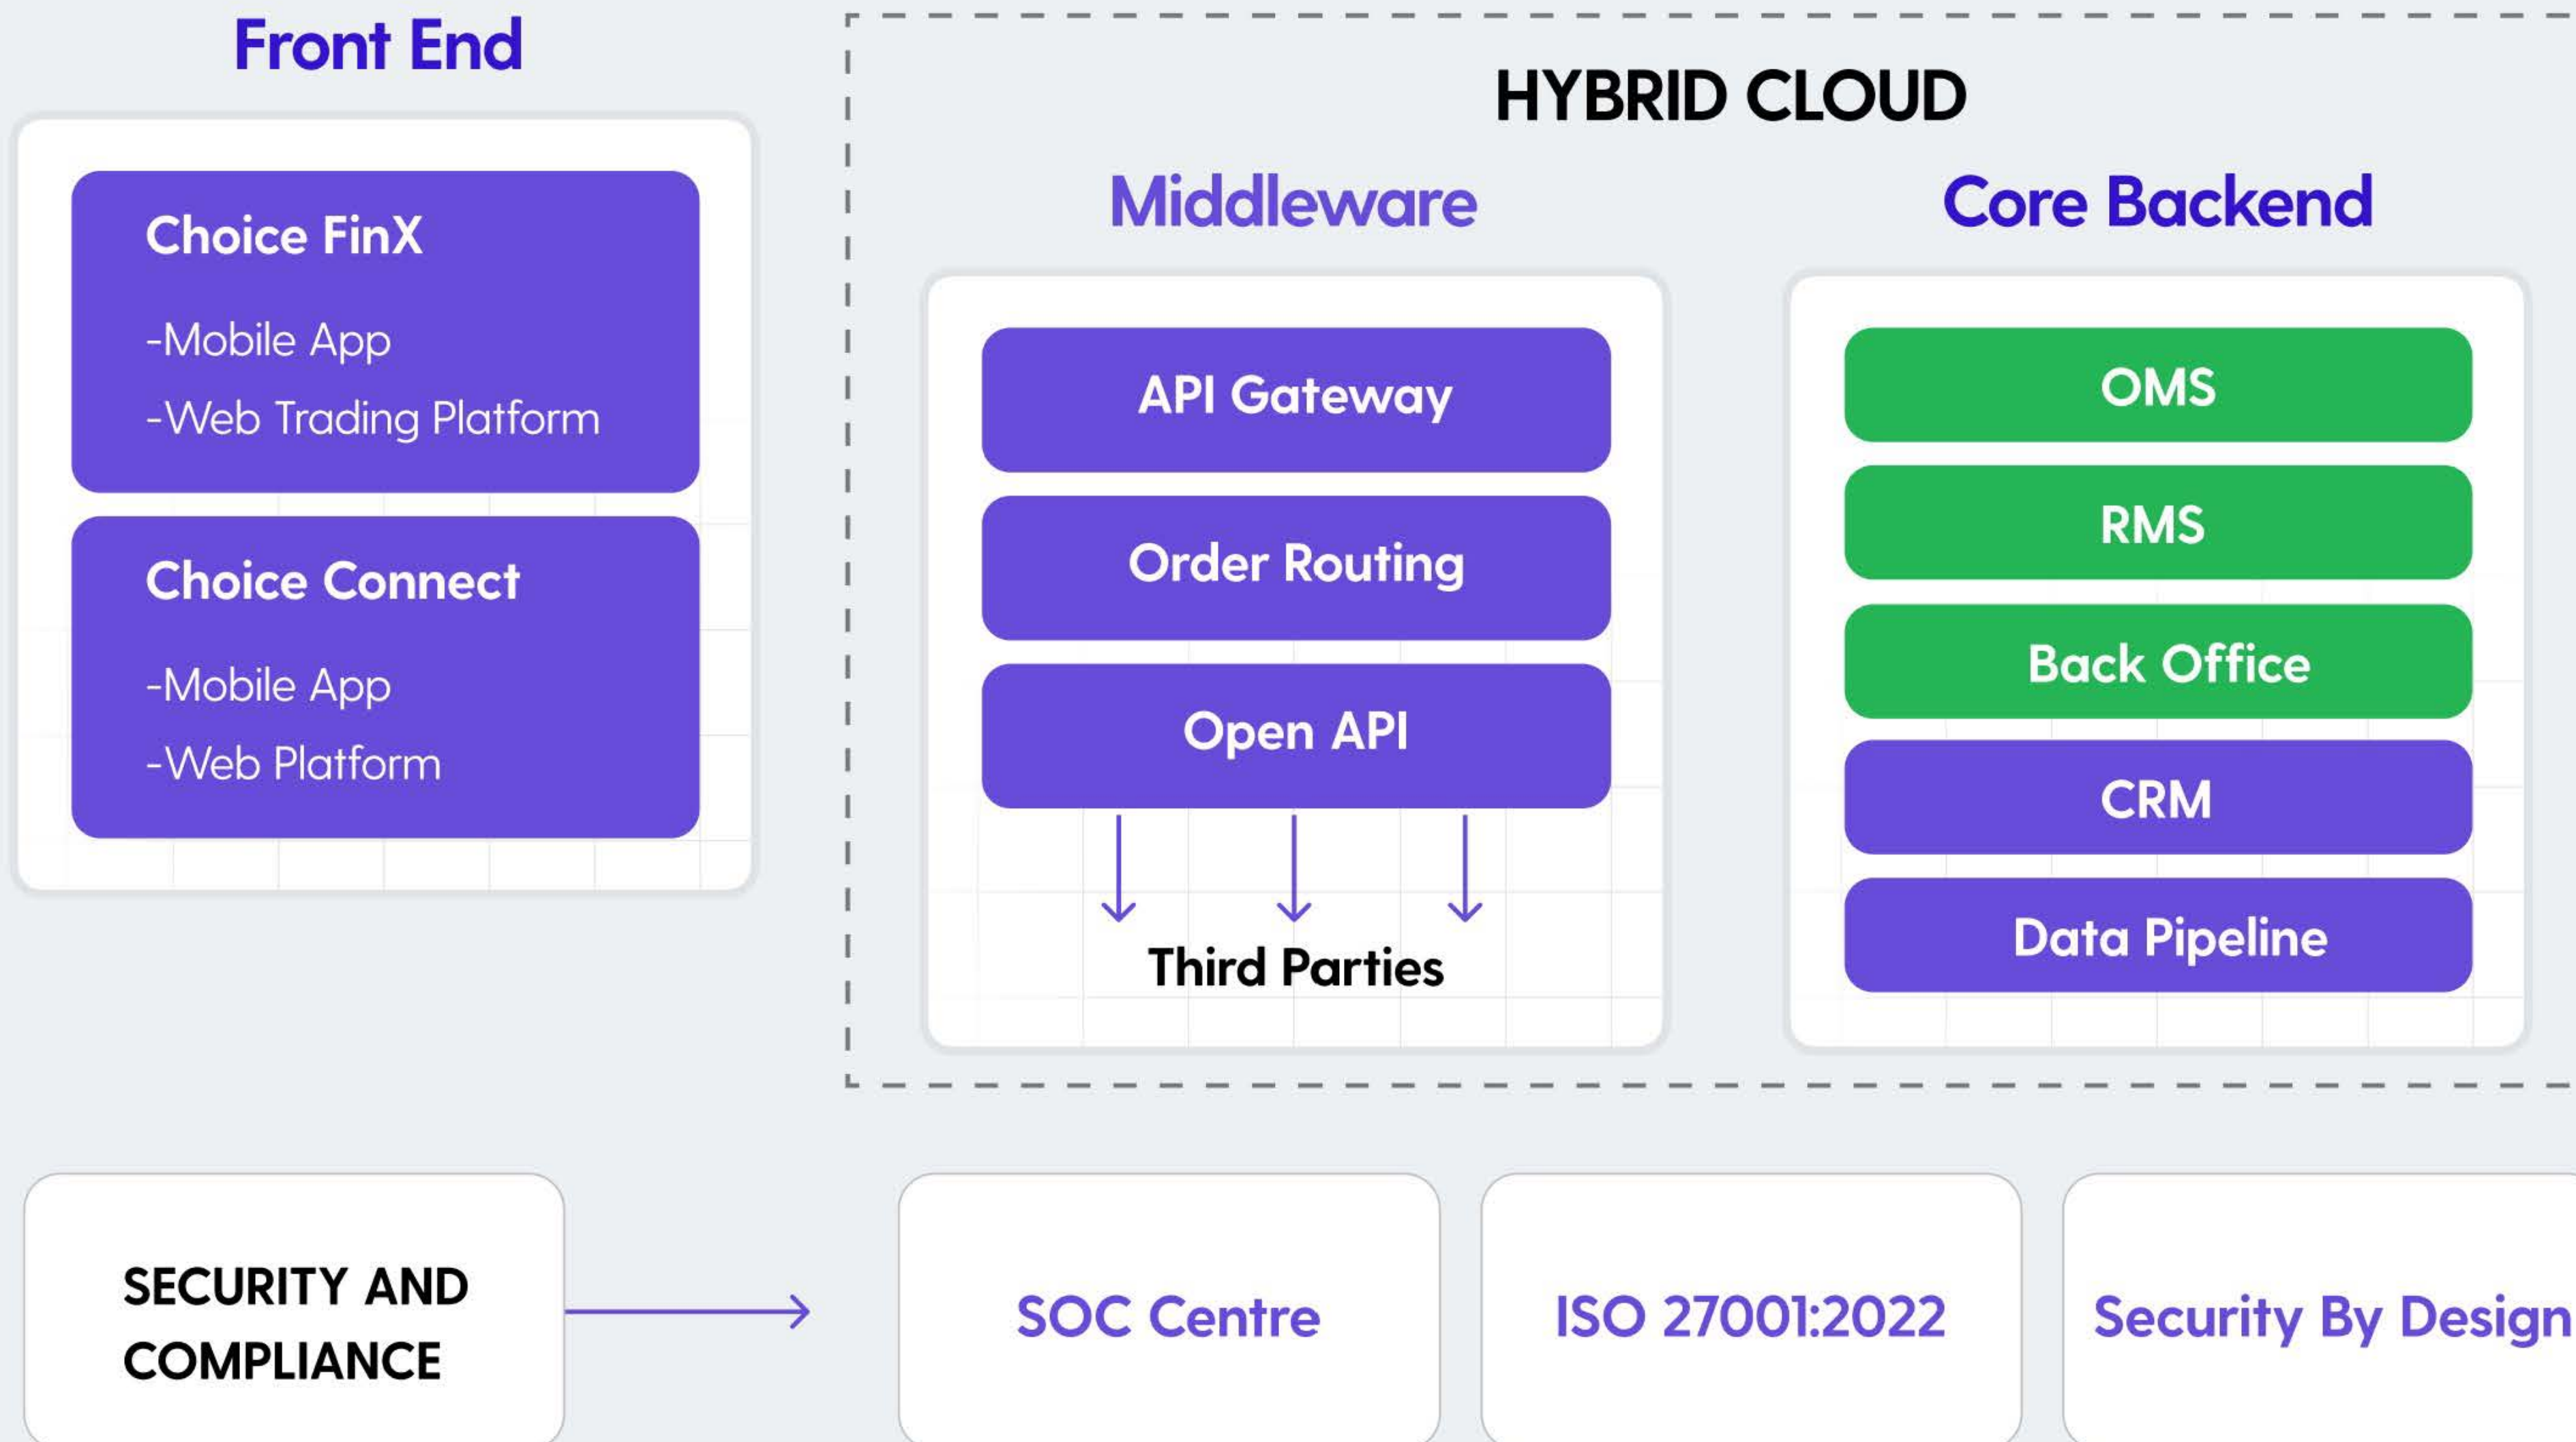 Front End
Choice FinX
-Mobile App
-Web Trading Platform
Choice Connect
-Mobile App
-Web Platform
HYBRID CLOUD
Middleware
API Gateway
Order Routing
Open API
Third Parties
Core Backend
OMS
RMS
Back Office
CRM
Data Pipeline
SECURITY AND
COMPLIANCE
SOC Centre
ISO 27001:2022
Security By Design